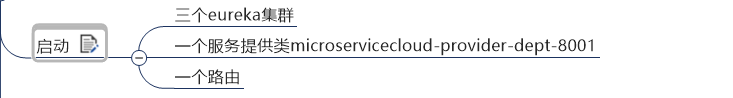 三个eureka集群
启动
一个服务提供类microservicecloud-provider-dept-8001
一个路由